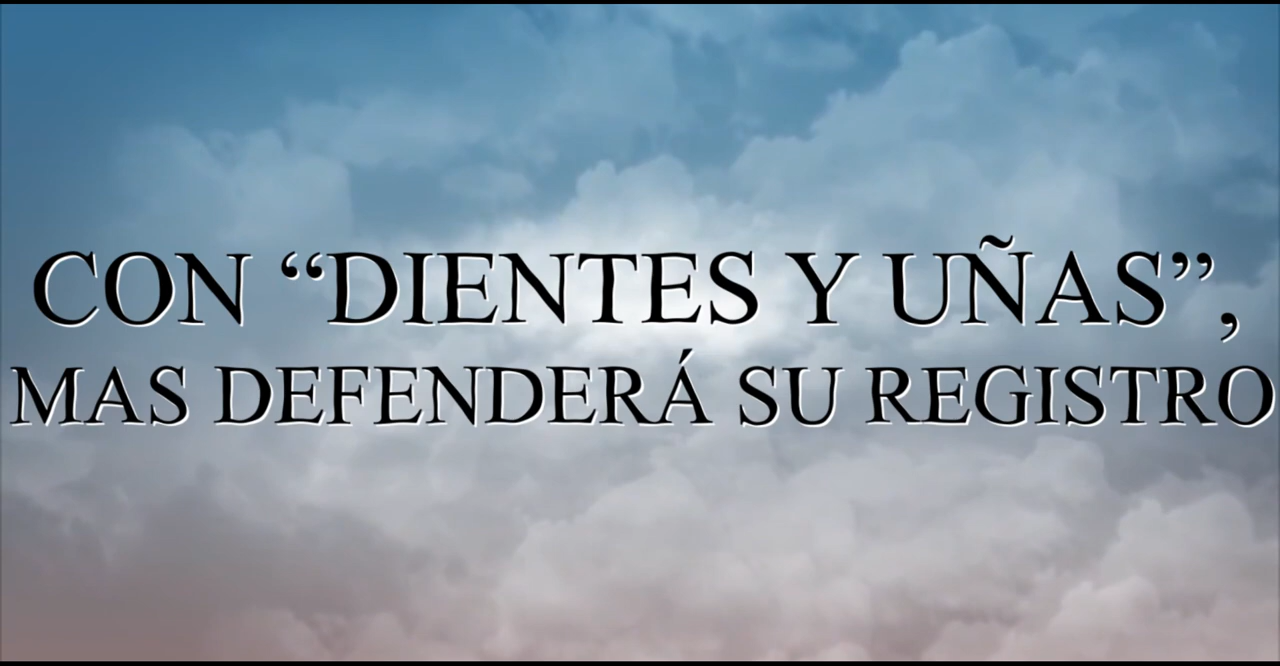 CON “DIENTES Y UÑAS”,
MAS DEFENDERÁ SU REGISTRO